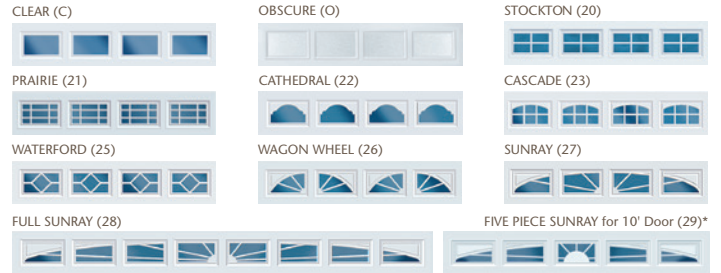 CLEAR (C)
OBSCURE (O)
STOCKTON (20)
PRAIRIE (21)
CATHEDRAL (22)
CASCADE (23)
WATERFORD (25)
WAGON WHEEL (26)
SUNRAY (27)
FULL SUNRAY (28)
FIVE PIECE SUNRAY for 10' Door (29)*